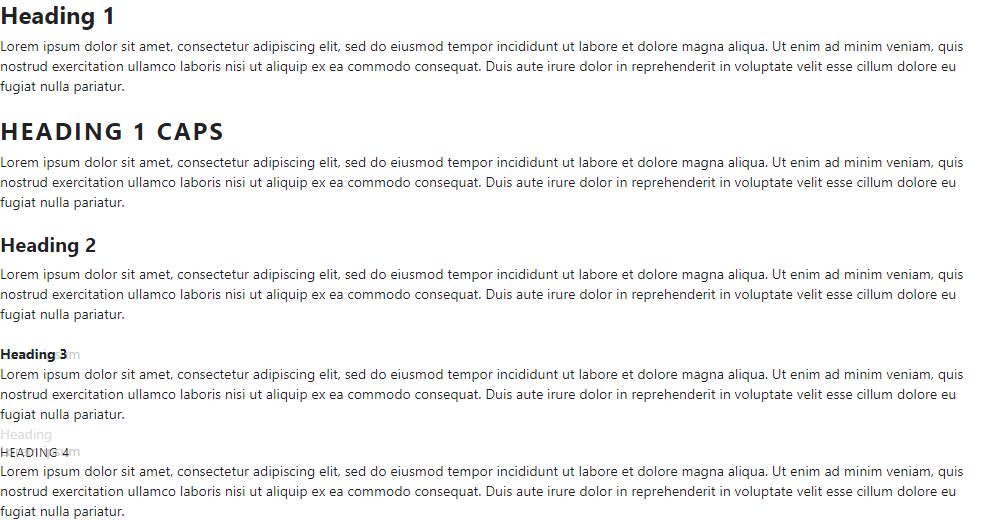 Heading 1
Lorem ipsum dolor sit amet, consectetur adipiscing elit, sed do eiusmod tempor incididunt ut labore et dolore magna aliqua. Ut enim ad minim veniam, quis
nostrud exercitation ullamco laboris nisi ut aliquip ex ea commodo consequat. Duis aute irure dolor in reprehenderit in voluptate velit esse cillum dolore eu
fugiat nulla pariatur.
HEADING 1 CAPS
Lorem ipsum dolor sit amet, consectetur adipiscing elit, sed do eiusmod tempor incididunt ut labore et dolore magna aliqua. Ut enim ad minim veniam, quis
nostrud exercitation ullamco laboris nisi ut aliquip ex ea commodo consequat. Duis aute irure dolor in reprehenderit in voluptate velit esse cillum dolore eu
fugiat nulla pariatur.
Heading 2
Lorem ipsum dolor sit amet, consectetur adipiscing elit, sed do eiusmod tempor incididunt ut labore et dolore magna aliqua. Ut enim ad minim veniam, quis
nostrud exercitation ullamco laboris nisi ut aliquip ex ea commodo consequat. Duis aute irure dolor in reprehenderit in voluptate velit esse cillum dolore eu
fugiat nulla pariatur.
Heading 3
Lorem ipsum dolor sit amet, consectetur adipiscing elit, sed do eiusmod tempor incididunt ut labore et dolore magna aliqua. Ut enim ad minim veniam, quis
nostrud exercitation ullamco laboris nisi ut aliquip ex ea commodo consequat. Duis aute irure dolor in reprehenderit in voluptate velit esse cillum dolore eu
fugiat nulla pariatur.
Heading
HEADING 4
Lorem ipsum dolor sit amet, consectetur adipiscing elit, sed do eiusmod tempor incididunt ut labore et dolore magna aliqua. Ut enim ad minim veniam, quis
nostrud exercitation ullamco laboris nisi ut aliquip ex ea commodo consequat. Duis aute irure dolor in reprehenderit in voluptate velit esse cillum dolore eu
fugiat nulla pariatur.